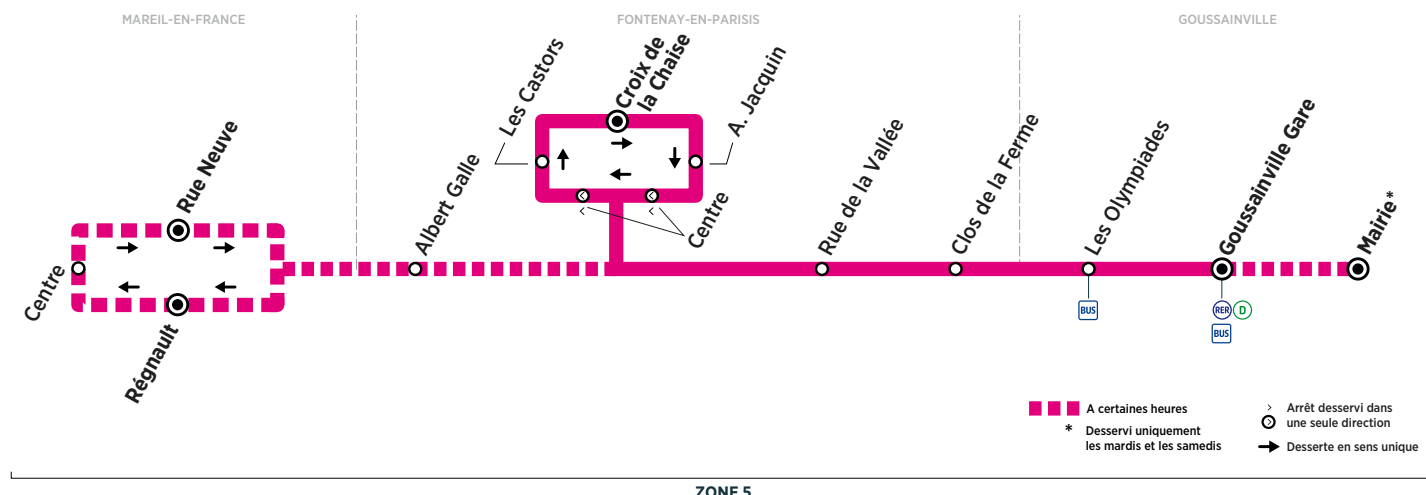 MAREIL-EN-FRANCE
FONTENAY-EN-PARISIS
GOUSSAINVILLE
Centre
Rue Neuve
Régnault
Albert Galle
Les Castors
Croix de
la Chaise
A. Jacquin
Centre
Rue de la Vallée
Clos de la Ferme
Les Olympiades
Goussainville Gare
Mairie*
BUS
RER D
BUS
A certaines heures
* Desservi uniquement
les mardis et les samedis
Arrêt desservi dans
une seule direction
Desserte en sens unique
ZONE 5